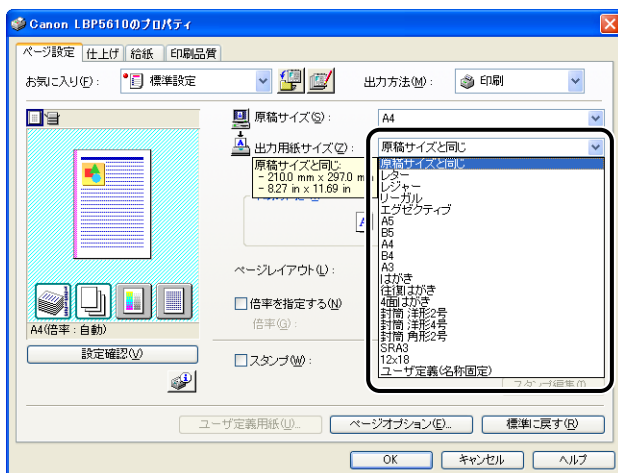 Canon LBP5610のプロパティ
ページ設定 仕上げ 給紙 印刷品質
お気に入り(F): 標準設定 出力方法(M): 印刷
原稿サイズ(S): A4
出力用紙サイズ(Z): 原稿サイズと同じ
原稿サイズと同じ:
- 210.0 mm x 297.0 m
- 8.27 in x 11.69 in
原稿サイズと同じ
レター
レジャー
リーガル
エグゼクティブ
A5
B5
A4
B4
A3
はがき
往復はがき
4面はがき
封筒 洋形2号
封筒 洋形4号
封筒 角形2号
SRA3
12x18
ユーザ定義(名称固定)
ページレイアウト(L):
倍率を指定する(N)
倍率(G):
A4(倍率:自動)
設定確認(V)
スタンプ(W):
スタンプ編集(I)
ユーザ定義用紙(U)... ページオプション(E)... 標準に戻す(R)
OK キャンセル ヘルプ